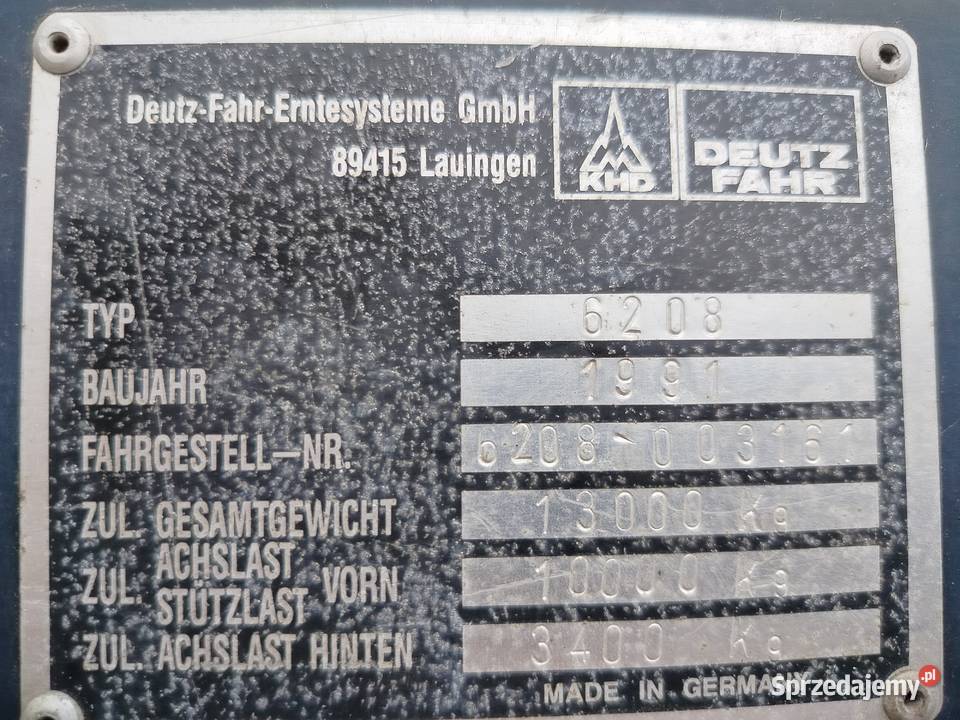 Deutz-Fahr-Erntesysteme GmbH
89415 Lauingen
KHD
DEUTZ
FAHR
TYP 6208
BAUJAHR 1991
FAHRGESTELL-NR. 6208-003161
ZUL. GESAMTGEWICHT 13000 Kg
ZUL. ACHSLAST STÜTZLAST VORN 10000 Kg
ZUL. ACHSLAST HINTEN 3400 Kg
MADE IN GERMANY
Sprzedajemy.pl